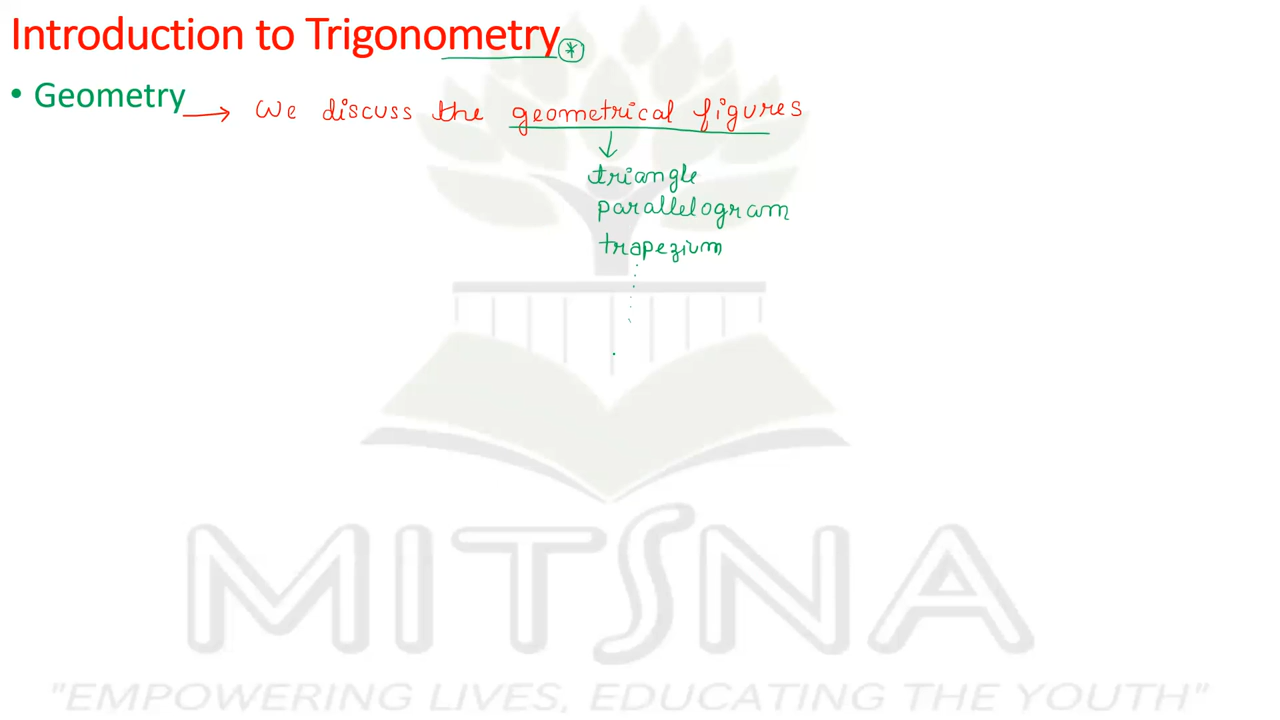 Introduction to Trigonometry *
• Geometry → We discuss the geometrical figures
triangle
parallelogram
trapezium
MITSNA
"EMPOWERING LIVES, EDUCATING THE YOUTH"